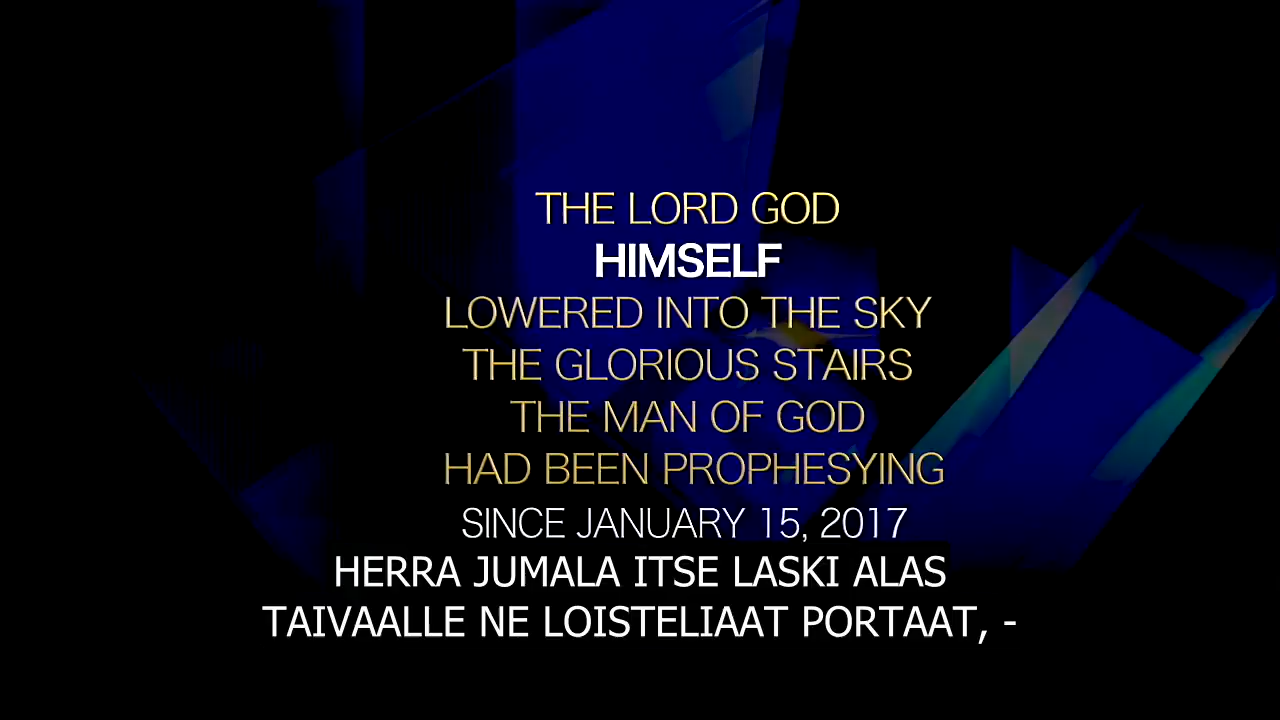 THE LORD GOD
HIMSELF
LOWERED INTO THE SKY
THE GLORIOUS STAIRS
THE MAN OF GOD
HAD BEEN PROPHESYING
SINCE JANUARY 15, 2017
HERRA JUMALA ITSE LASKI ALAS
TAIVAALLE NE LOISTELIAAT PORTAAT, -